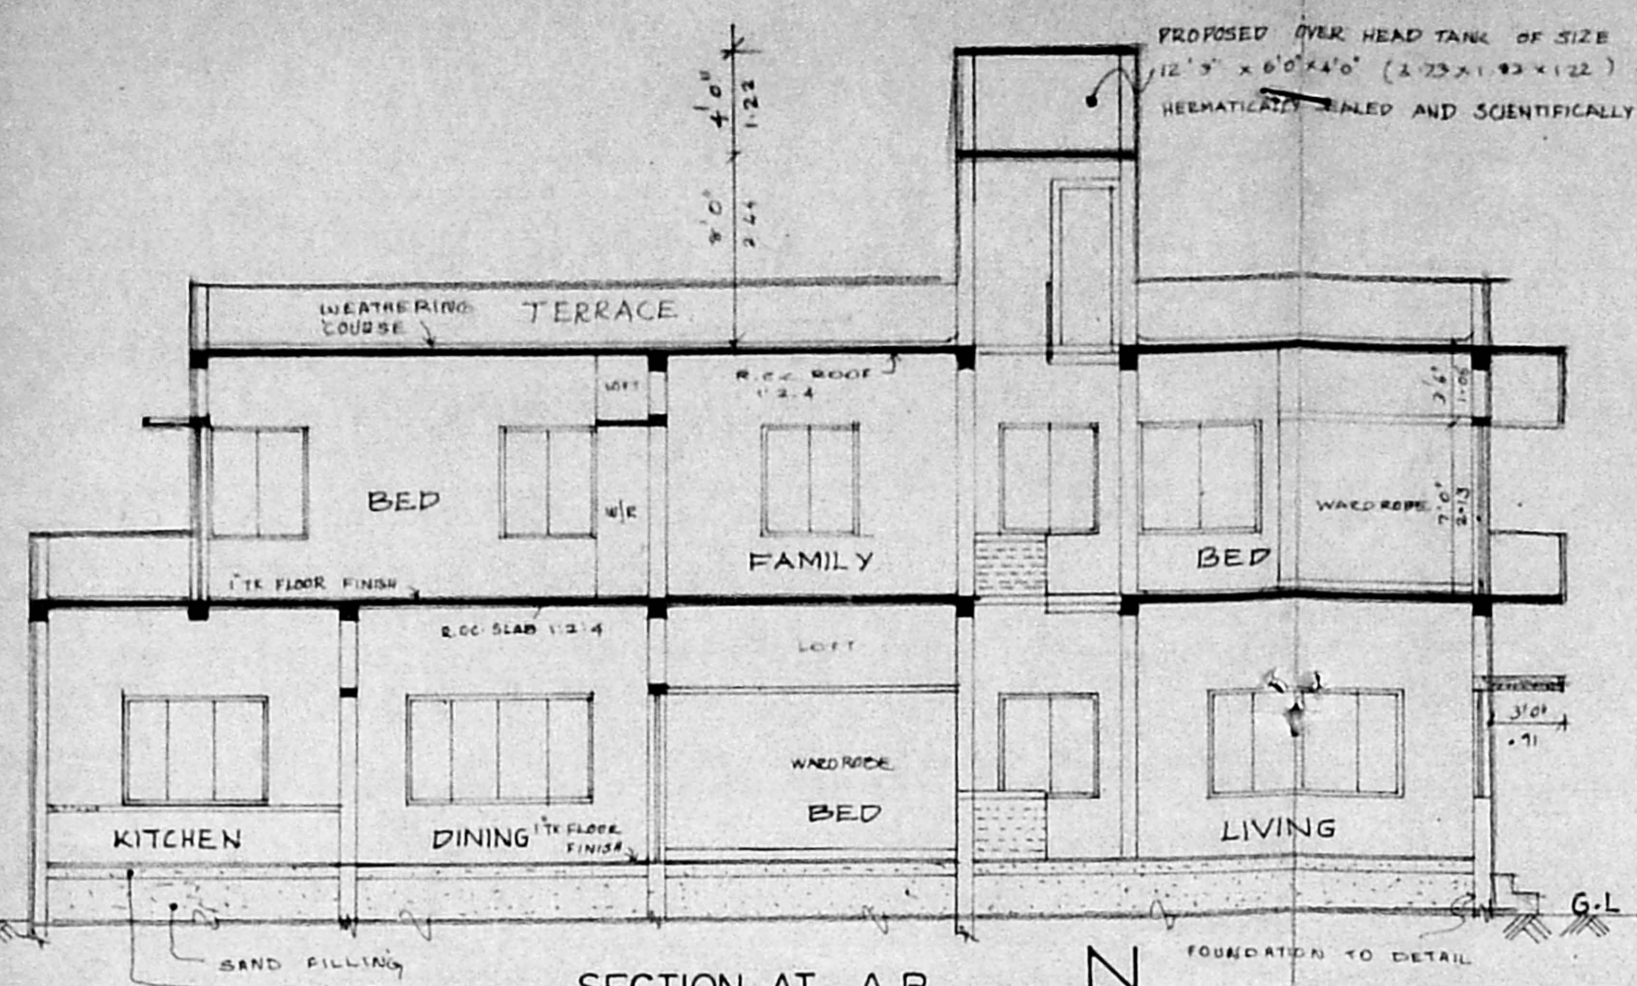 PROPOSED OVER HEAD TANK OF SIZE
12'9" x 6'0" x 4'0" (3.73 x 1.83 x 1.22)
HERMATICALLY SEALED AND SCIENTIFICALLY
4'0"
1.22
8'0"
2.44
WEATHERING
COURSE
TERRACE
LOFT
R.C.C ROOF
1:2:4
3'6"
1.06
BED
W/R
FAMILY
BED
WARDROBE
7'0"
2.13
1" TK FLOOR FINISH
R.CC. SLAB 1:2:4
LOFT
3'0"
.91
WARDROBE
BED
KITCHEN
DINING
1" TK FLOOR
FINISH
LIVING
G.L
SAND FILLING
FOUNDATION TO DETAIL
SECTION AT A.B
N